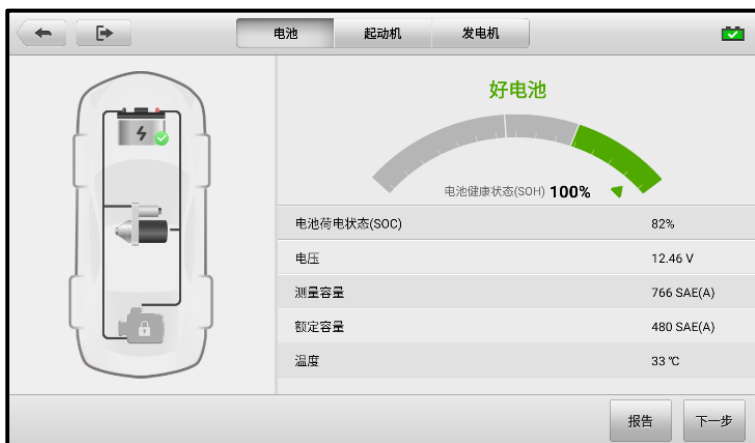 电池 起动机 发电机
好电池
电池健康状态(SOH) 100%
电池荷电状态(SOC) 82%
电压 12.46 V
测量容量 766 SAE(A)
额定容量 480 SAE(A)
温度 33 ℃
报告 下一步